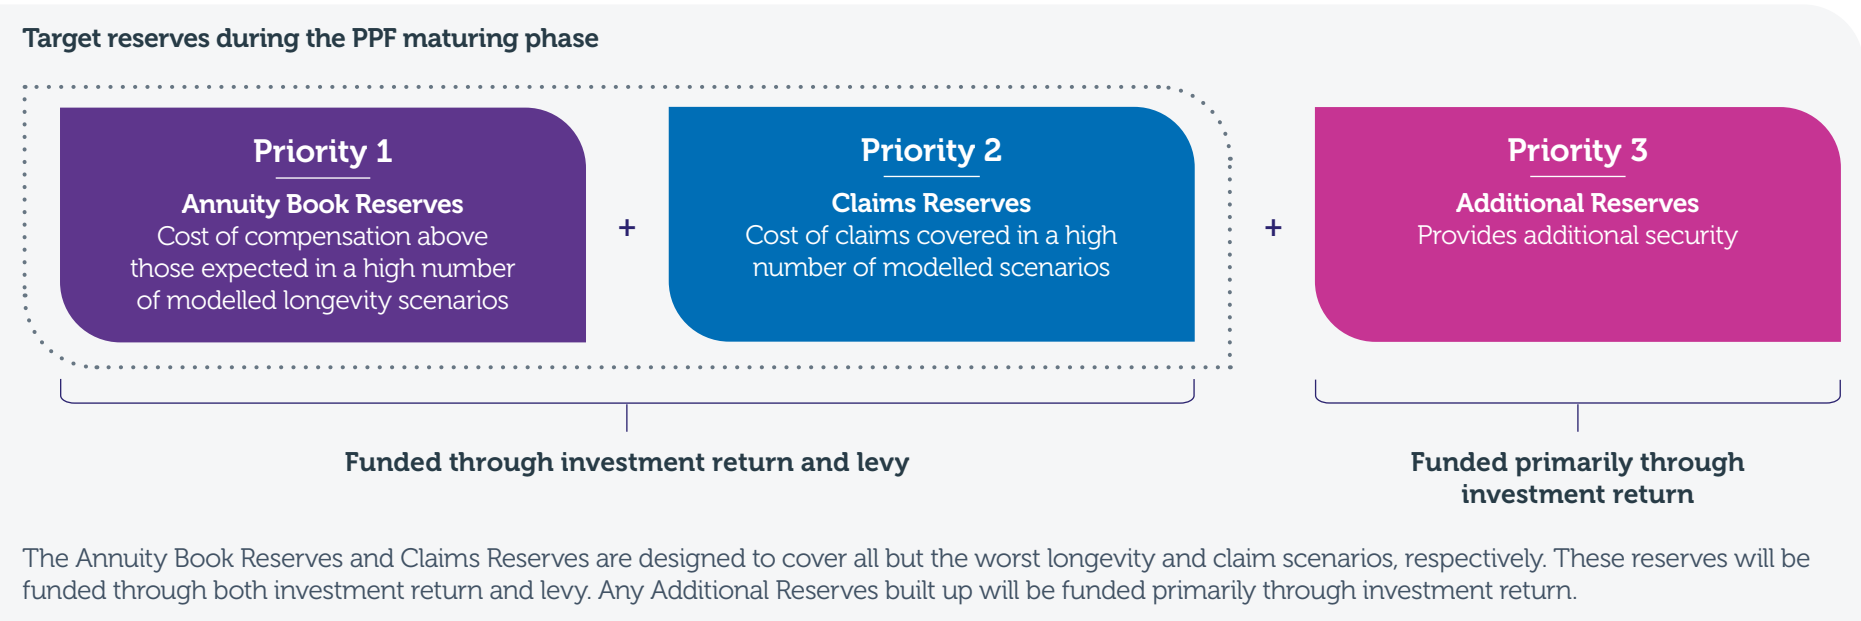 Target reserves during the PPF maturing phase
Priority 1
Annuity Book Reserves
Cost of compensation above
those expected in a high number
of modelled longevity scenarios
+
Priority 2
Claims Reserves
Cost of claims covered in a high
number of modelled scenarios
+
Priority 3
Additional Reserves
Provides additional security
Funded through investment return and levy
Funded primarily through
investment return
The Annuity Book Reserves and Claims Reserves are designed to cover all but the worst longevity and claim scenarios, respectively. These reserves will be
funded through both investment return and levy. Any Additional Reserves built up will be funded primarily through investment return.